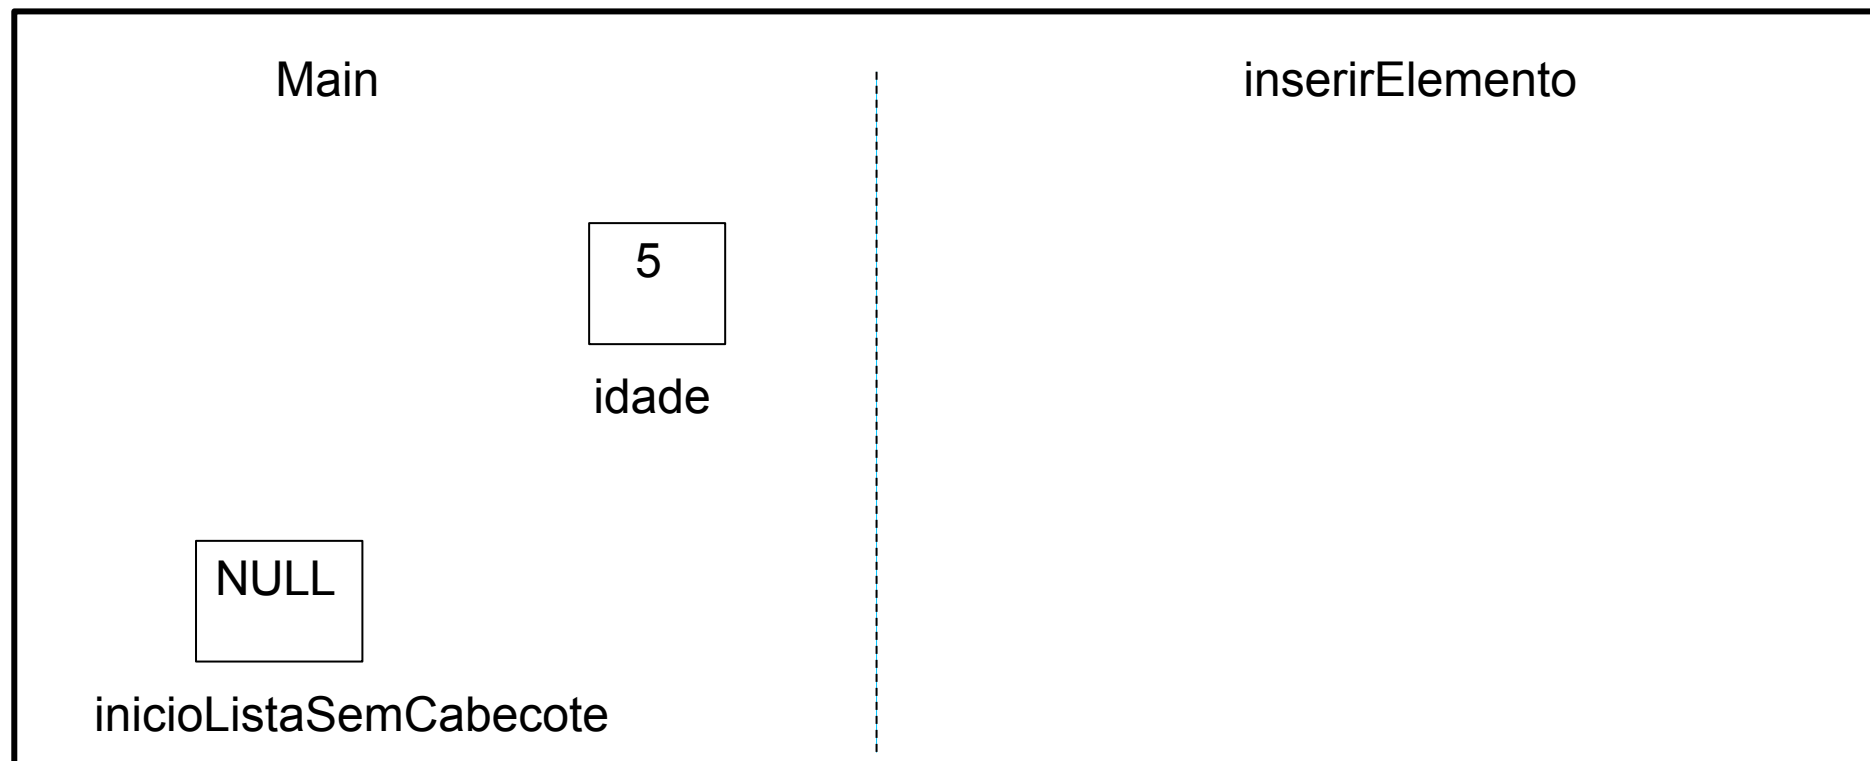 Main
inserirElemento
5
idade
NULL
inicioListaSemCabecote